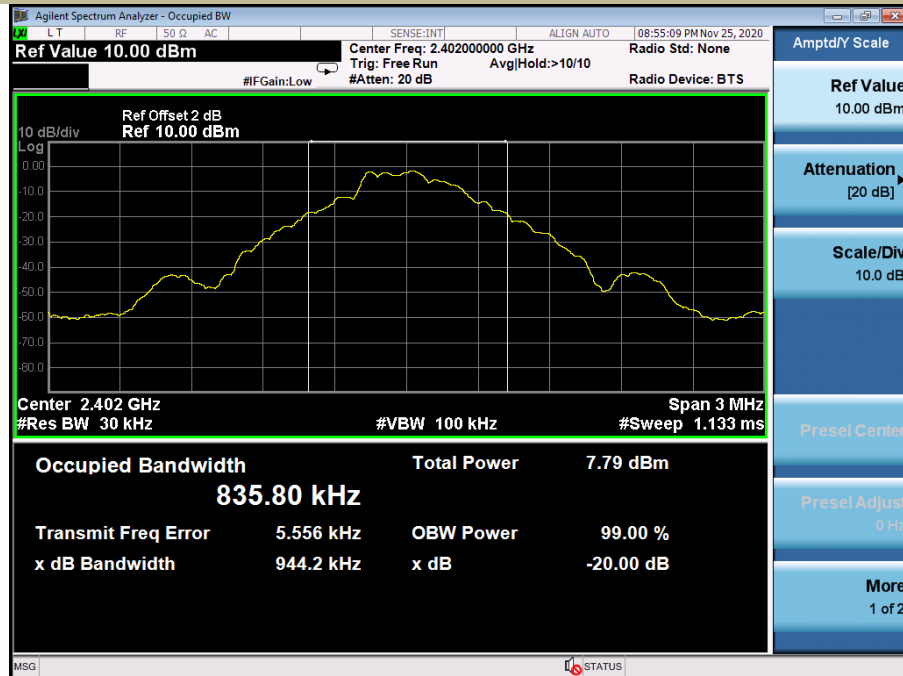 Agilent Spectrum Analyzer - Occupied BW
LXI L T RF 50 Ω AC SENSE:INT ALIGN AUTO 08:55:09 PM Nov 25, 2020
Ref Value 10.00 dBm
Center Freq: 2.402000000 GHz Radio Std: None
Trig: Free Run Avg|Hold:>10/10
#IFGain:Low #Atten: 20 dB Radio Device: BTS
Ref Offset 2 dB
10 dB/div Ref 10.00 dBm
Log
0.00
-10.0
-20.0
-30.0
-40.0
-50.0
-60.0
-70.0
-80.0
Center 2.402 GHz Span 3 MHz
#Res BW 30 kHz #VBW 100 kHz #Sweep 1.133 ms
Occupied Bandwidth Total Power 7.79 dBm
835.80 kHz
Transmit Freq Error 5.556 kHz OBW Power 99.00 %
x dB Bandwidth 944.2 kHz x dB -20.00 dB
MSG STATUS
Amptd/Y Scale
Ref Value
10.00 dBm
Attenuation
[20 dB]
Scale/Div
10.0 dB
Presel Center
Presel Adjust
0 Hz
More
1 of 2